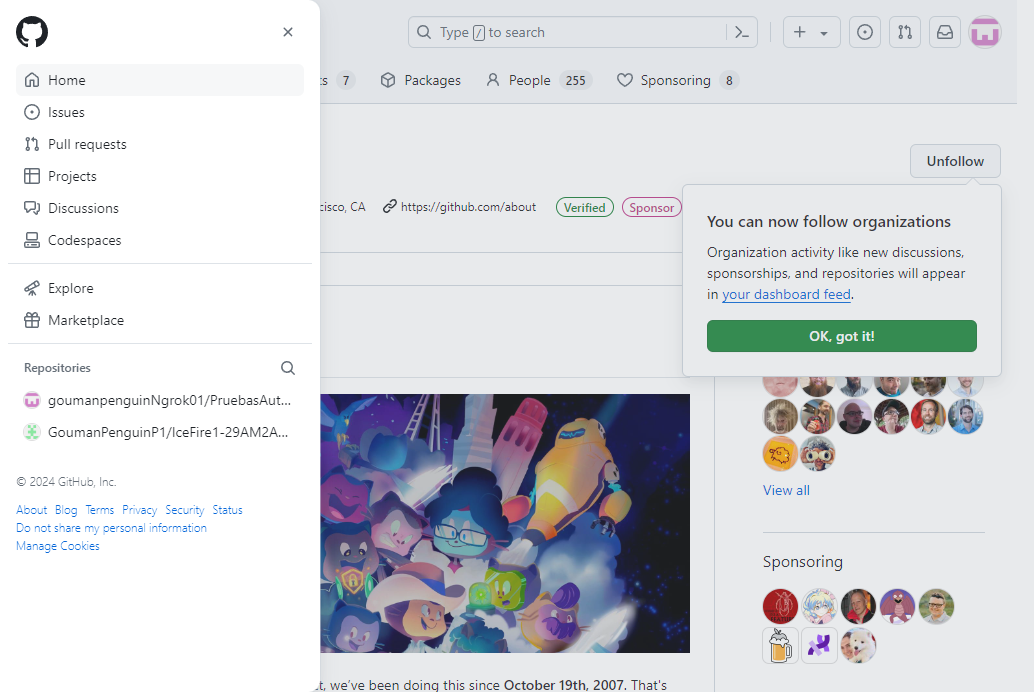 Type / to search
Home
Issues
Pull requests
Projects
Discussions
Codespaces
Explore
Marketplace
Repositories
goumanpenguinNgrok01/PruebasAut...
GoumanPenguinP1/IceFire1-29AM2A...
© 2024 GitHub, Inc.
About Blog Terms Privacy Security Status
Do not share my personal information
Manage Cookies
7
Packages
People 255
Sponsoring 8
Unfollow
cisco, CA
https://github.com/about
Verified
Sponsor
You can now follow organizations
Organization activity like new discussions,
sponsorships, and repositories will appear
in your dashboard feed.
OK, got it!
View all
Sponsoring
we've been doing this since October 19th, 2007. That's